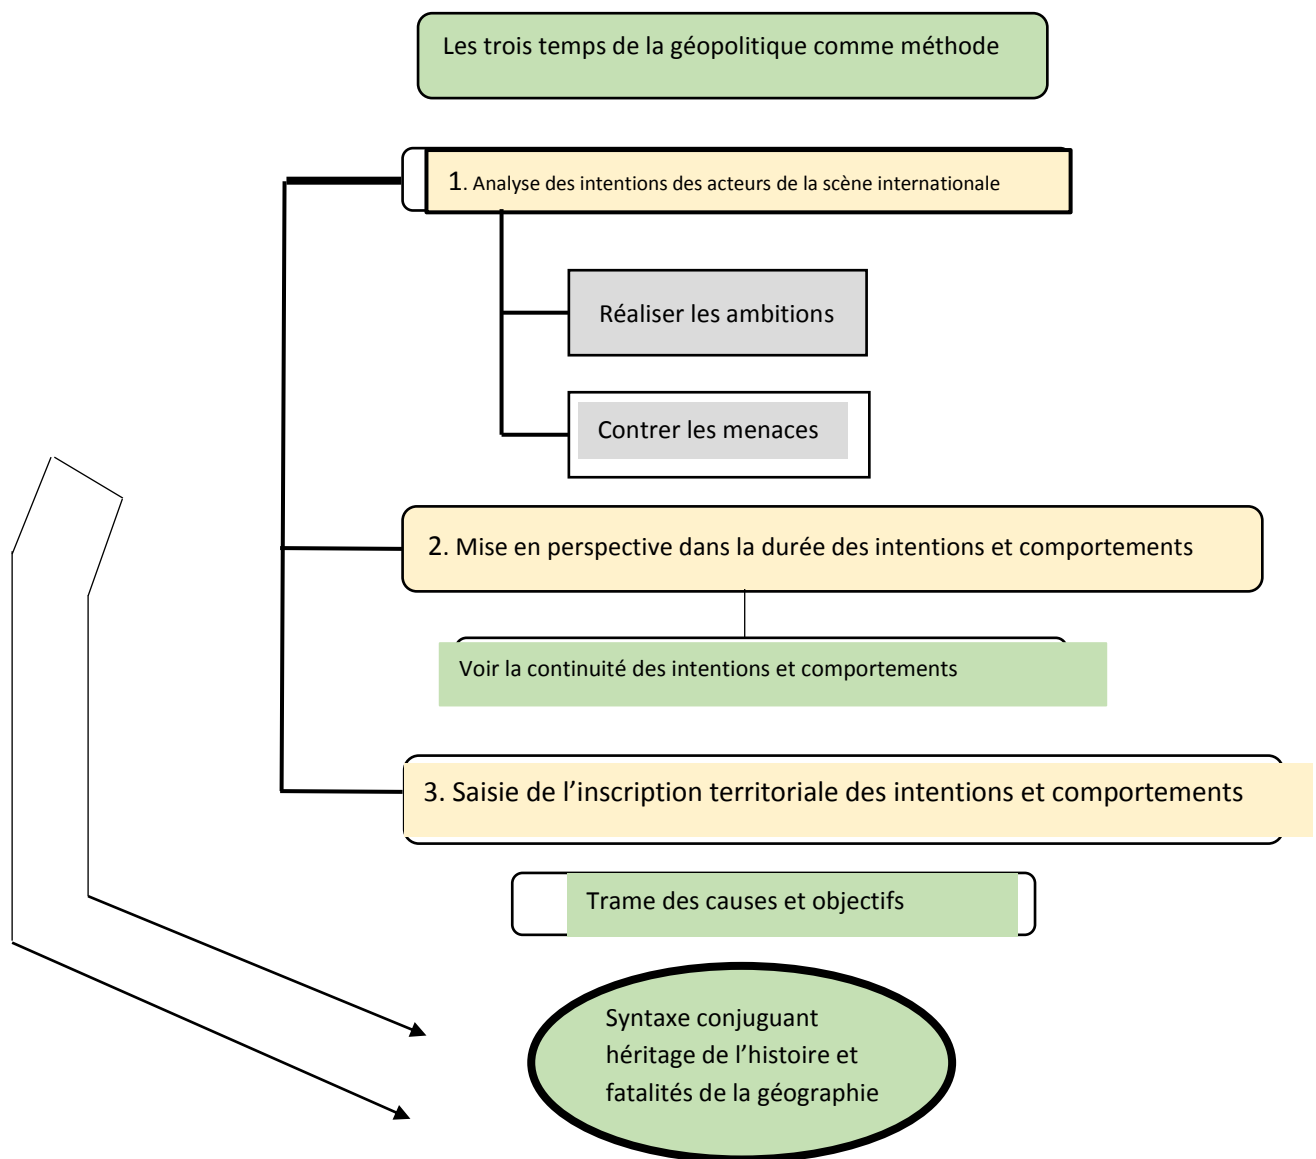 Les trois temps de la géopolitique comme méthode
1. Analyse des intentions des acteurs de la scène internationale
Réaliser les ambitions
Contrer les menaces
2. Mise en perspective dans la durée des intentions et comportements
Voir la continuité des intentions et comportements
3. Saisie de l’inscription territoriale des intentions et comportements
Trame des causes et objectifs
Syntaxe conjuguant
héritage de l’histoire et
fatalités de la géographie